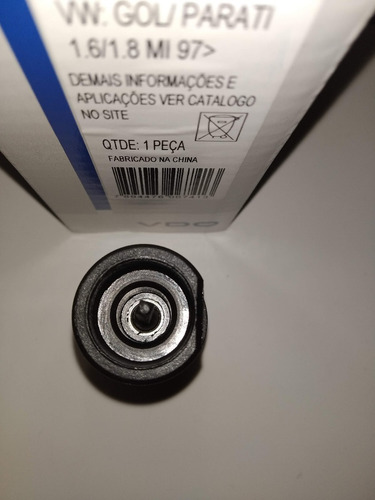 VW: GOL/ PARATI
1.6/1.8 MI 97>
DEMAIS INFORMAÇÕES E
APLICAÇÕES VER CATALOGO
NO SITE
QTDE: 1 PEÇA
FABRICADO NA CHINA
VDO